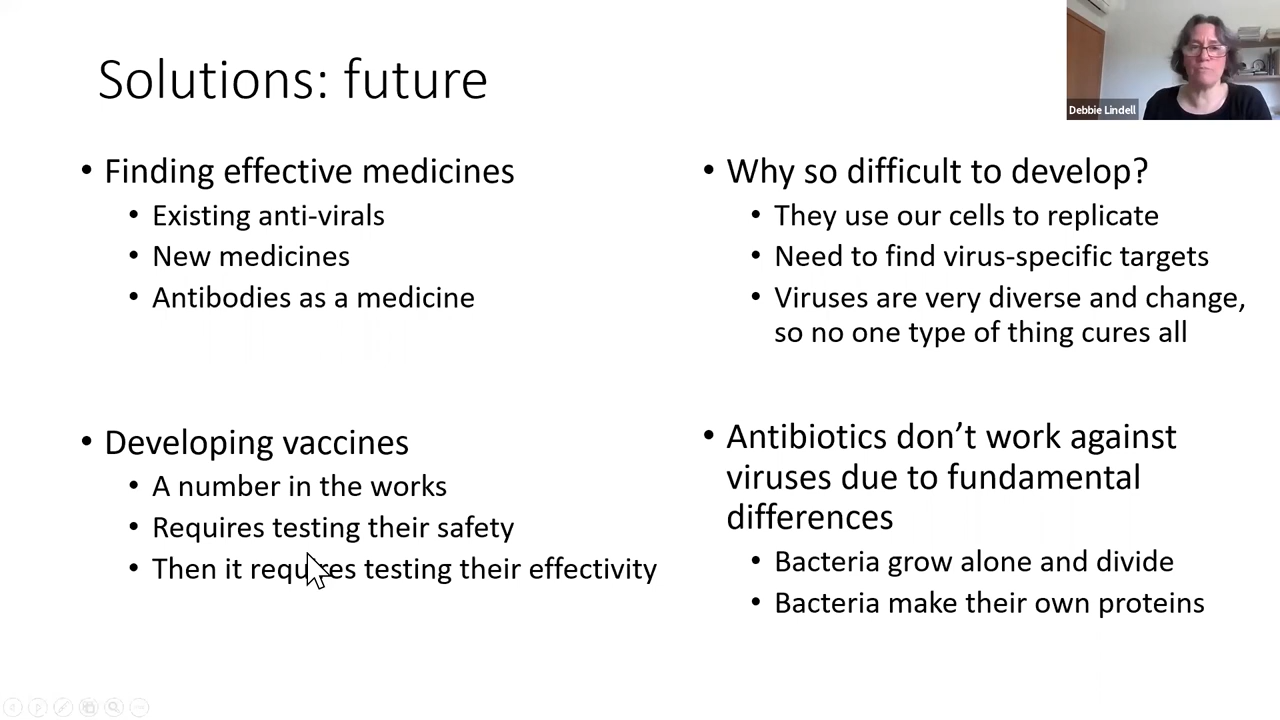 Solutions: future
Debbie Lindell
• Finding effective medicines
• Existing anti-virals
• New medicines
• Antibodies as a medicine
• Developing vaccines
• A number in the works
• Requires testing their safety
• Then it requires testing their effectivity
• Why so difficult to develop?
• They use our cells to replicate
• Need to find virus-specific targets
• Viruses are very diverse and change,
so no one type of thing cures all
• Antibiotics don’t work against
viruses due to fundamental
differences
• Bacteria grow alone and divide
• Bacteria make their own proteins